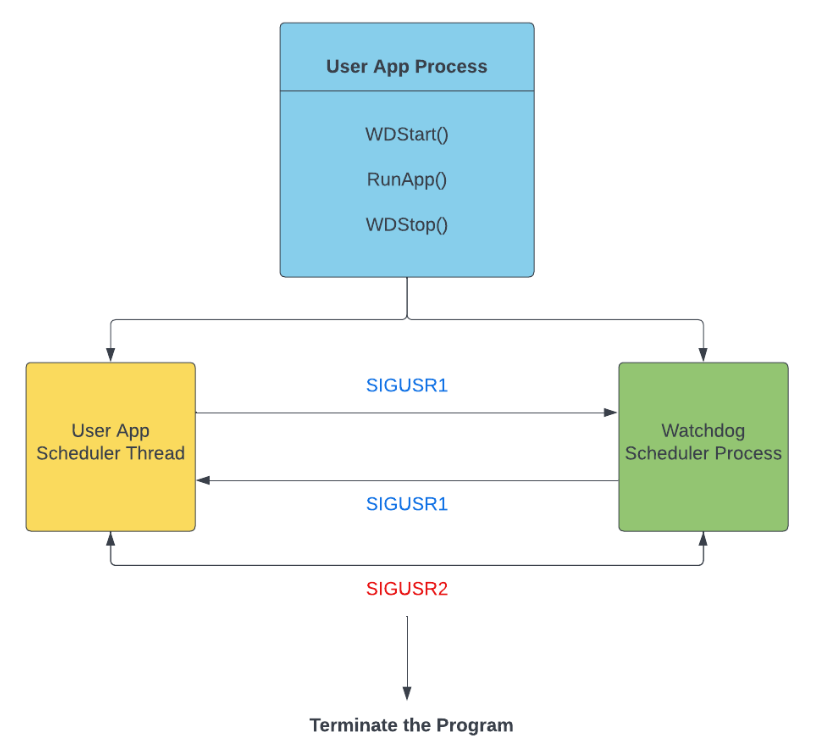 User App Process
WDStart()
RunApp()
WDStop()
SIGUSR1
User App
Scheduler Thread
Watchdog
Scheduler Process
SIGUSR1
SIGUSR2
Terminate the Program